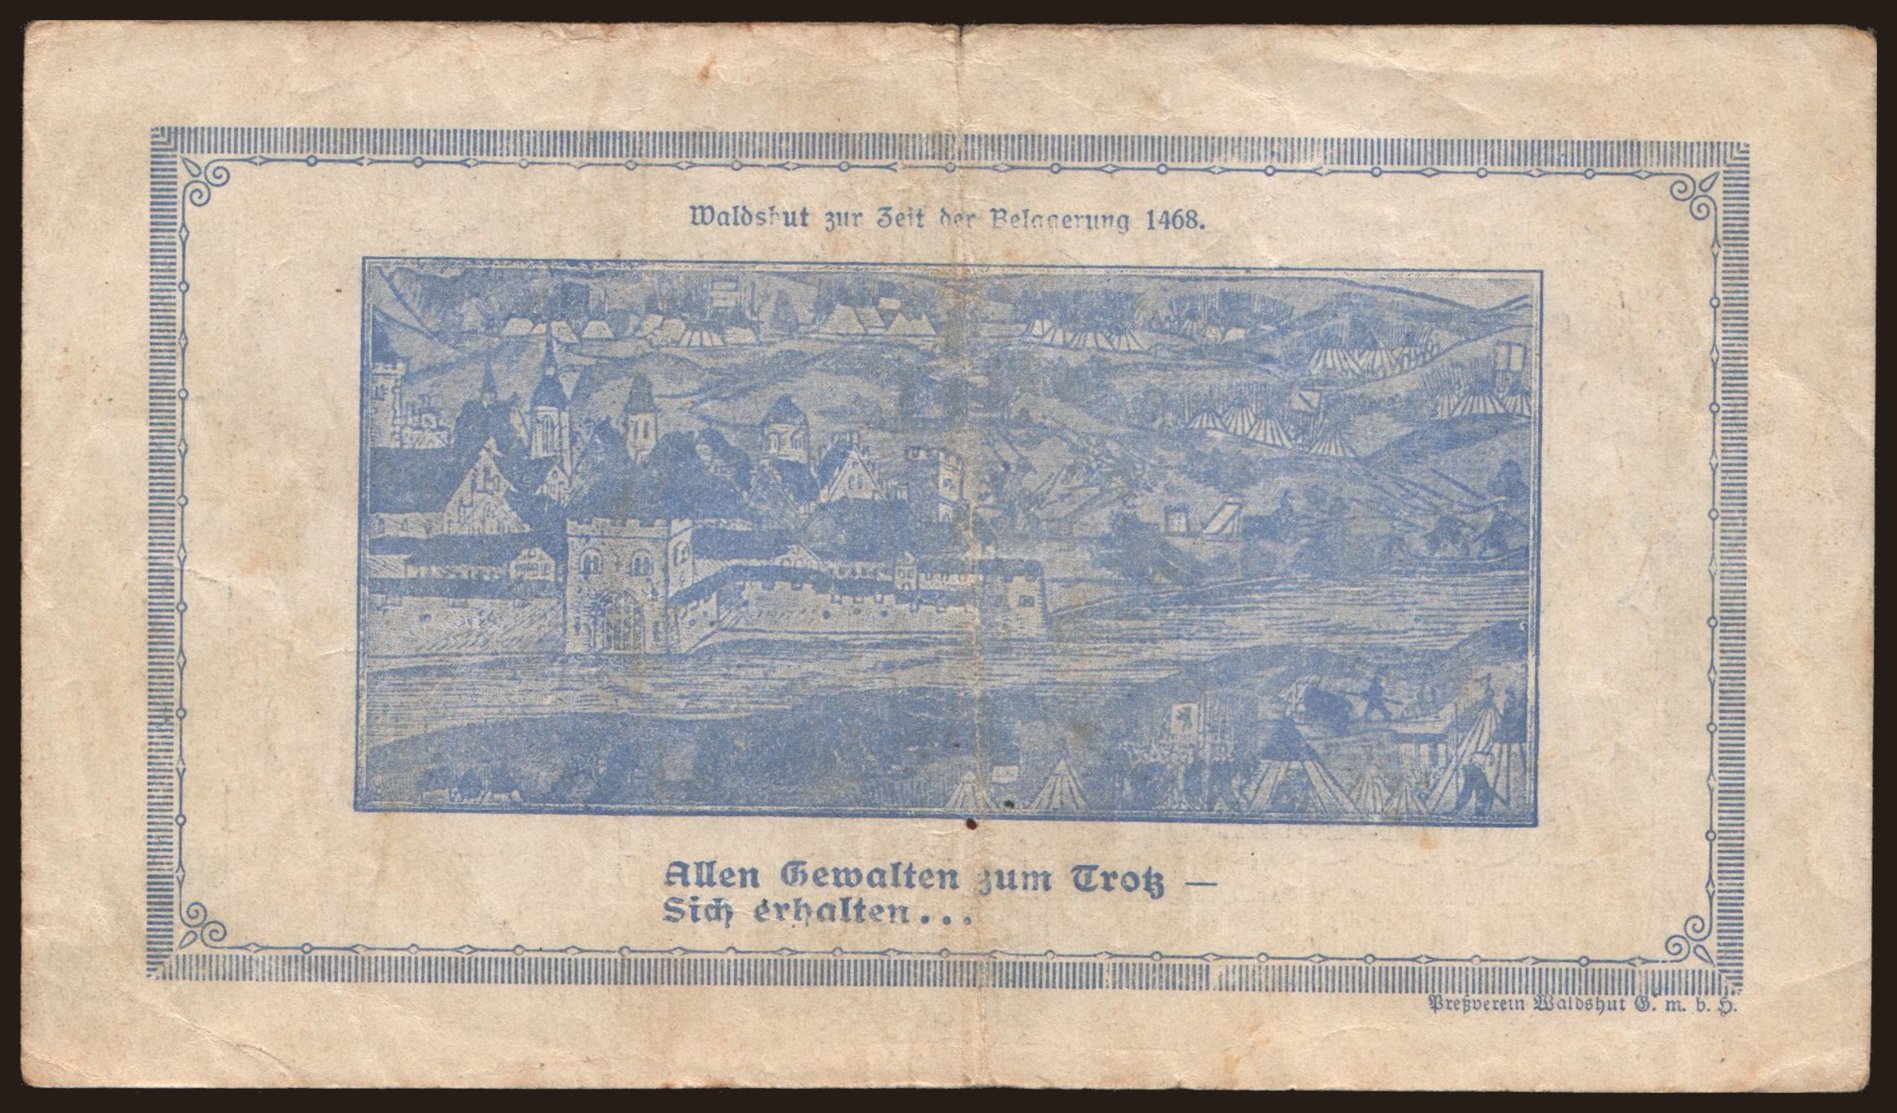 Waldshut zur Zeit der Belagerung 1468.
Allen Gewalten zum Trotz —
Sich erhalten...
Preßverein Waldshut G. m. b. H.